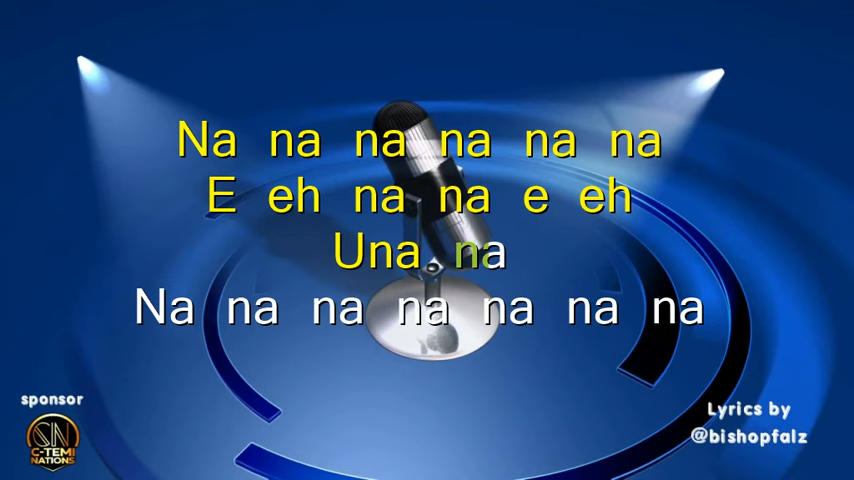 Na na na na na na
E eh na na e eh
Una na
Na na na na na na na
sponsor
SN
C-TEMI
NATIONS
Lyrics by
@bishopfalz